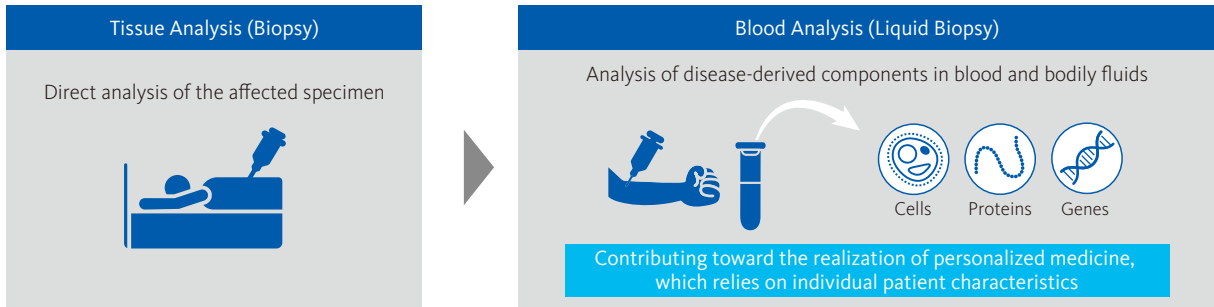 Tissue Analysis (Biopsy)
Direct analysis of the affected specimen
Blood Analysis (Liquid Biopsy)
Analysis of disease-derived components in blood and bodily fluids
Cells
Proteins
Genes
Contributing toward the realization of personalized medicine,
which relies on individual patient characteristics